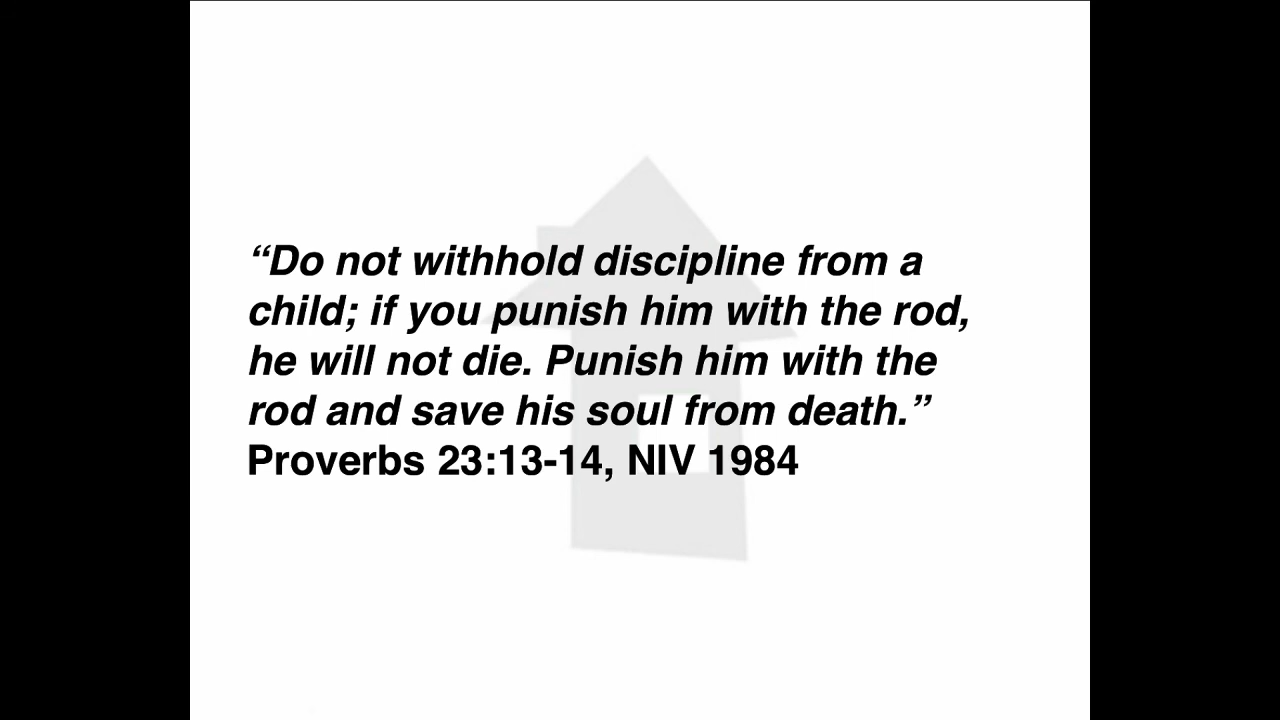 “Do not withhold discipline from a
child; if you punish him with the rod,
he will not die. Punish him with the
rod and save his soul from death.”
Proverbs 23:13-14, NIV 1984